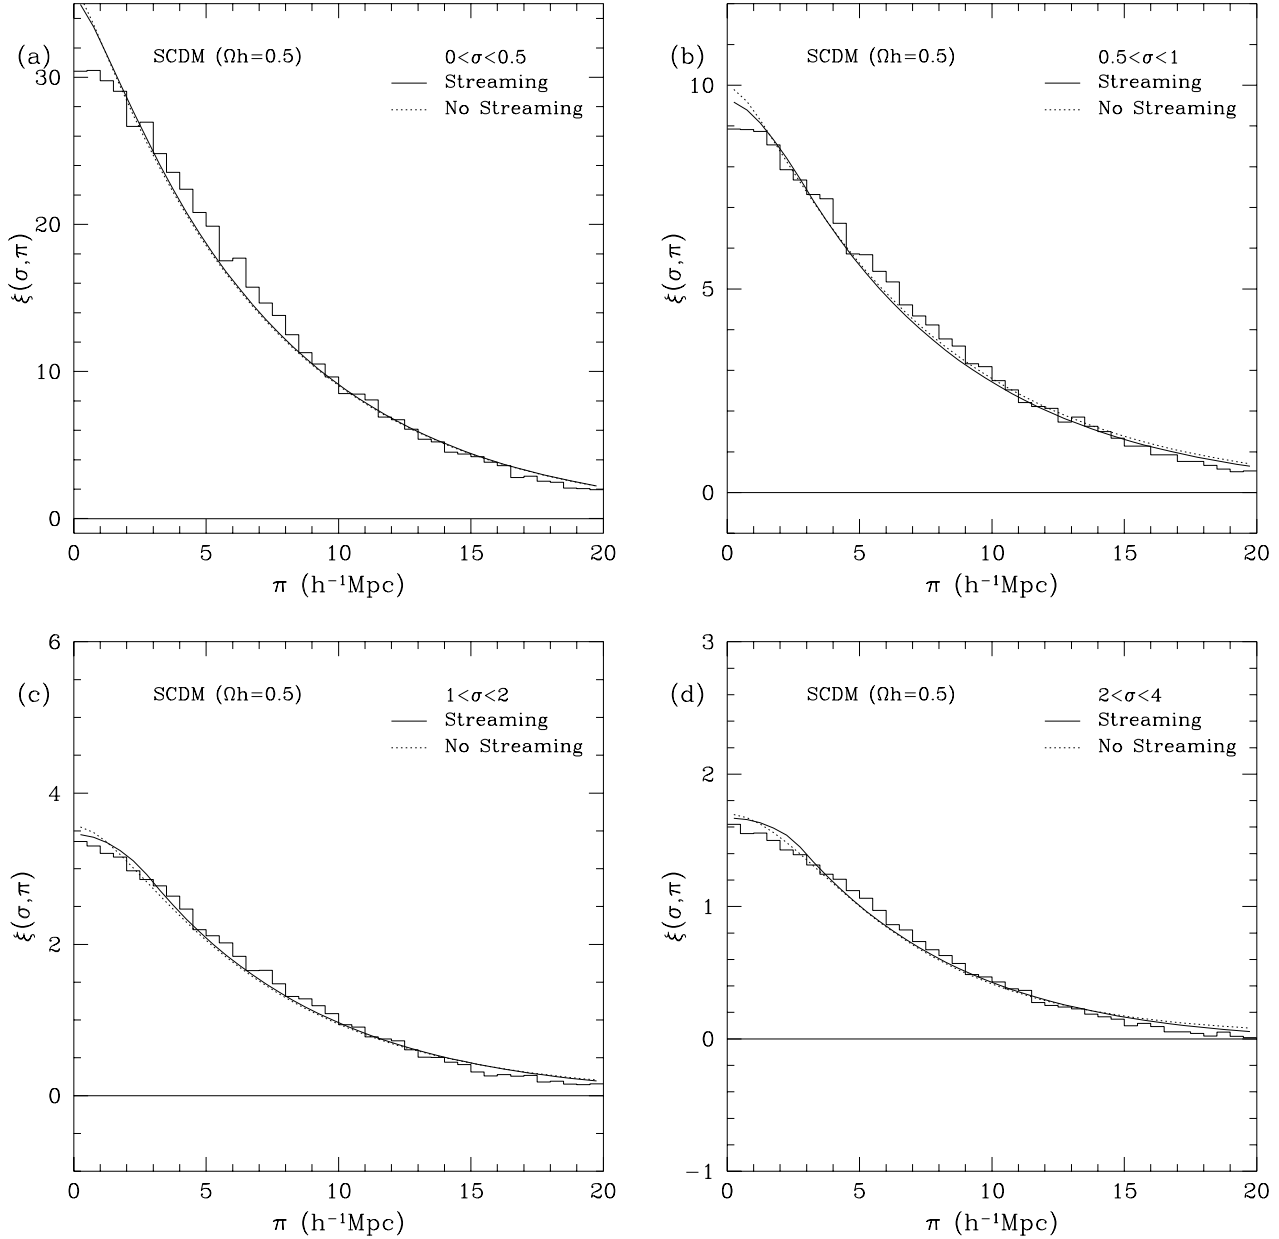 (a) SCDM (Ωh=0.5) 0<σ<0.5
Streaming
No Streaming
30
20
10
0
ξ(σ,π)
0 5 10 15 20
π (h⁻¹Mpc)
(b) SCDM (Ωh=0.5) 0.5<σ<1
Streaming
No Streaming
10
5
0
ξ(σ,π)
0 5 10 15 20
π (h⁻¹Mpc)
(c) SCDM (Ωh=0.5) 1<σ<2
Streaming
No Streaming
6
4
2
0
ξ(σ,π)
0 5 10 15 20
π (h⁻¹Mpc)
(d) SCDM (Ωh=0.5) 2<σ<4
Streaming
No Streaming
3
2
1
0
−1
ξ(σ,π)
0 5 10 15 20
π (h⁻¹Mpc)